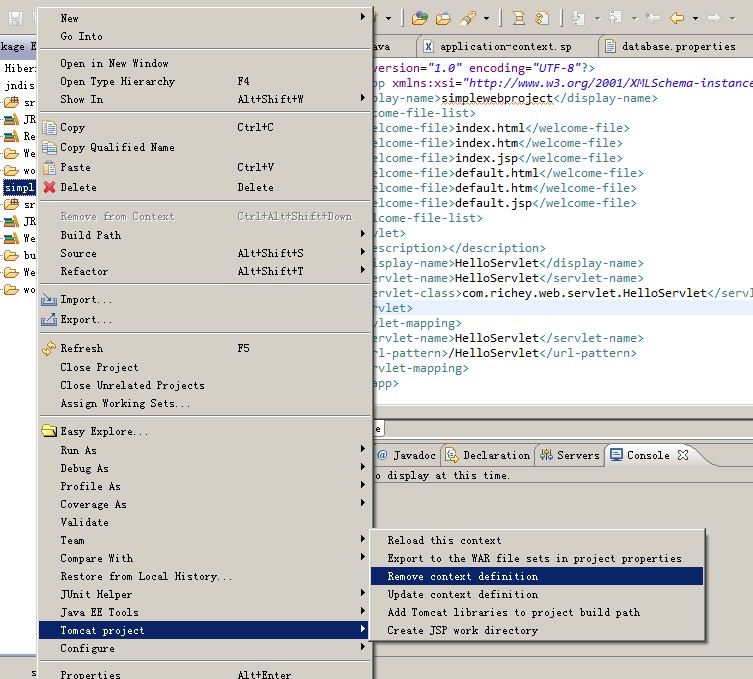 New
Go Into
Open in New Window
Open Type Hierarchy F4
Show In Alt+Shift+W
Copy Ctrl+C
Copy Qualified Name
Paste Ctrl+V
Delete Delete
Remove from Context Ctrl+Alt+Shift+Down
Build Path
Source Alt+Shift+S
Refactor Alt+Shift+T
Import...
Export...
Refresh F5
Close Project
Close Unrelated Projects
Assign Working Sets...
Easy Explore...
Run As
Debug As
Profile As
Coverage As
Validate
Team
Compare With
Restore from Local History...
JUnit Helper
Java EE Tools
Tomcat project
Configure
Properties Alt+Enter
Reload this context
Export to the WAR file sets in project properties
Remove context definition
Update context definition
Add Tomcat libraries to project build path
Create JSP work directory
kage E
Hiber
jndis
sr
JR
Re
We
wo
simpl
sr
JR
We
bu
We
wo
ava
application-context.sp
database.properties
version="1.0" encoding="UTF-8"?>
pp xmlns:xsi="http://www.w3.org/2001/XMLSchema-instance
play-name>simplewebproject</display-name>
come-file-list>
elcome-file>index.html</welcome-file>
elcome-file>index.htm</welcome-file>
elcome-file>index.jsp</welcome-file>
elcome-file>default.html</welcome-file>
elcome-file>default.htm</welcome-file>
elcome-file>default.jsp</welcome-file>
lcome-file-list>
vlet>
escription></description>
isplay-name>HelloServlet</display-name>
ervlet-name>HelloServlet</servlet-name>
ervlet-class>com.richey.web.servlet.HelloServlet</servl
rvlet>
vlet-mapping>
ervlet-name>HelloServlet</servlet-name>
rl-pattern>/HelloServlet</url-pattern>
rvlet-mapping>
app>
e
@ Javadoc
Declaration
Servers
Console
o display at this time.
s